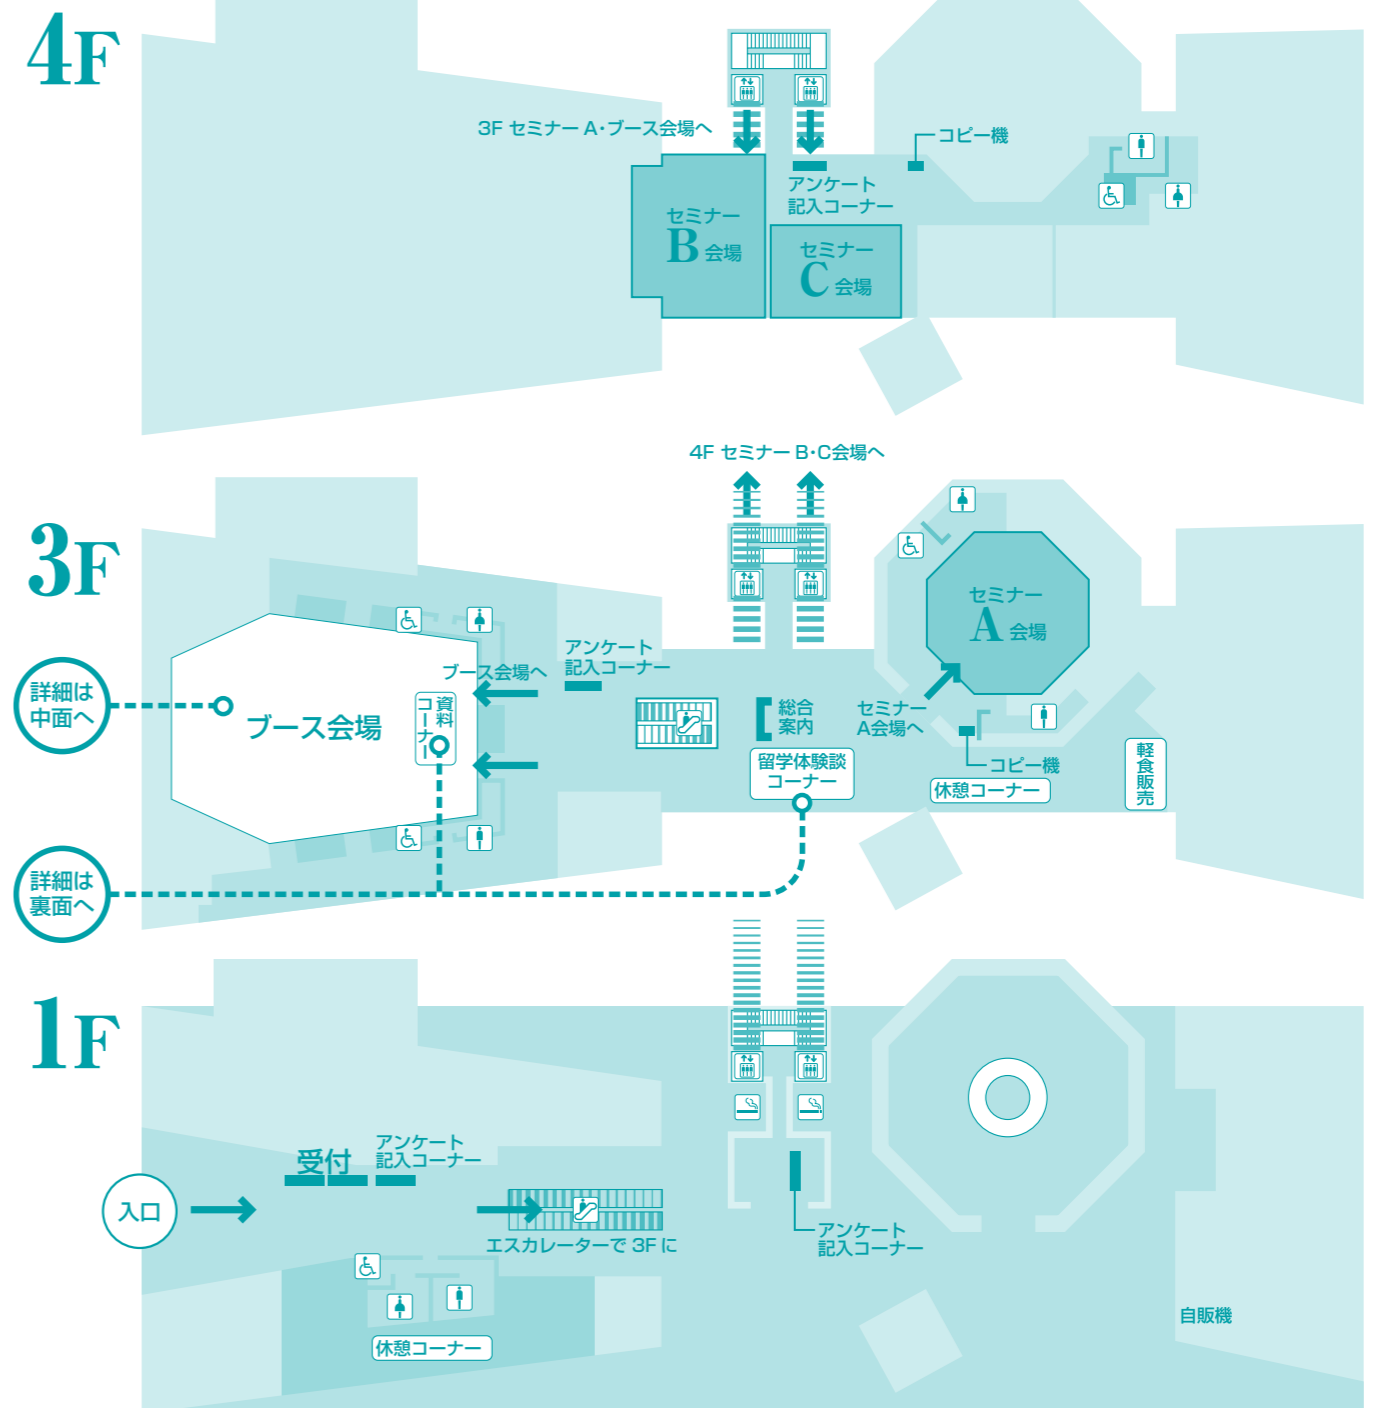 4F
3F セミナー A・ブース会場へ
コピー機
アンケート
記入コーナー
セミナー
B 会場
セミナー
C 会場
4F セミナー B・C会場へ
3F
セミナー
A 会場
アンケート
記入コーナー
ブース会場へ
詳細は
中面へ
ブース会場
資料
コーナー
総合
案内
セミナー
A会場へ
留学体験談
コーナー
コピー機
休憩コーナー
軽食販売
詳細は
裏面へ
1F
受付
アンケート
記入コーナー
入口
エスカレーターで 3F に
アンケート
記入コーナー
自販機
休憩コーナー